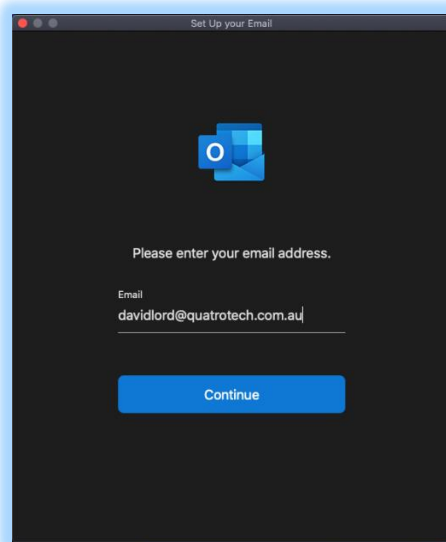 Set Up your Email
O
Please enter your email address.
Email
davidlord@quatrotech.com.au
Continue